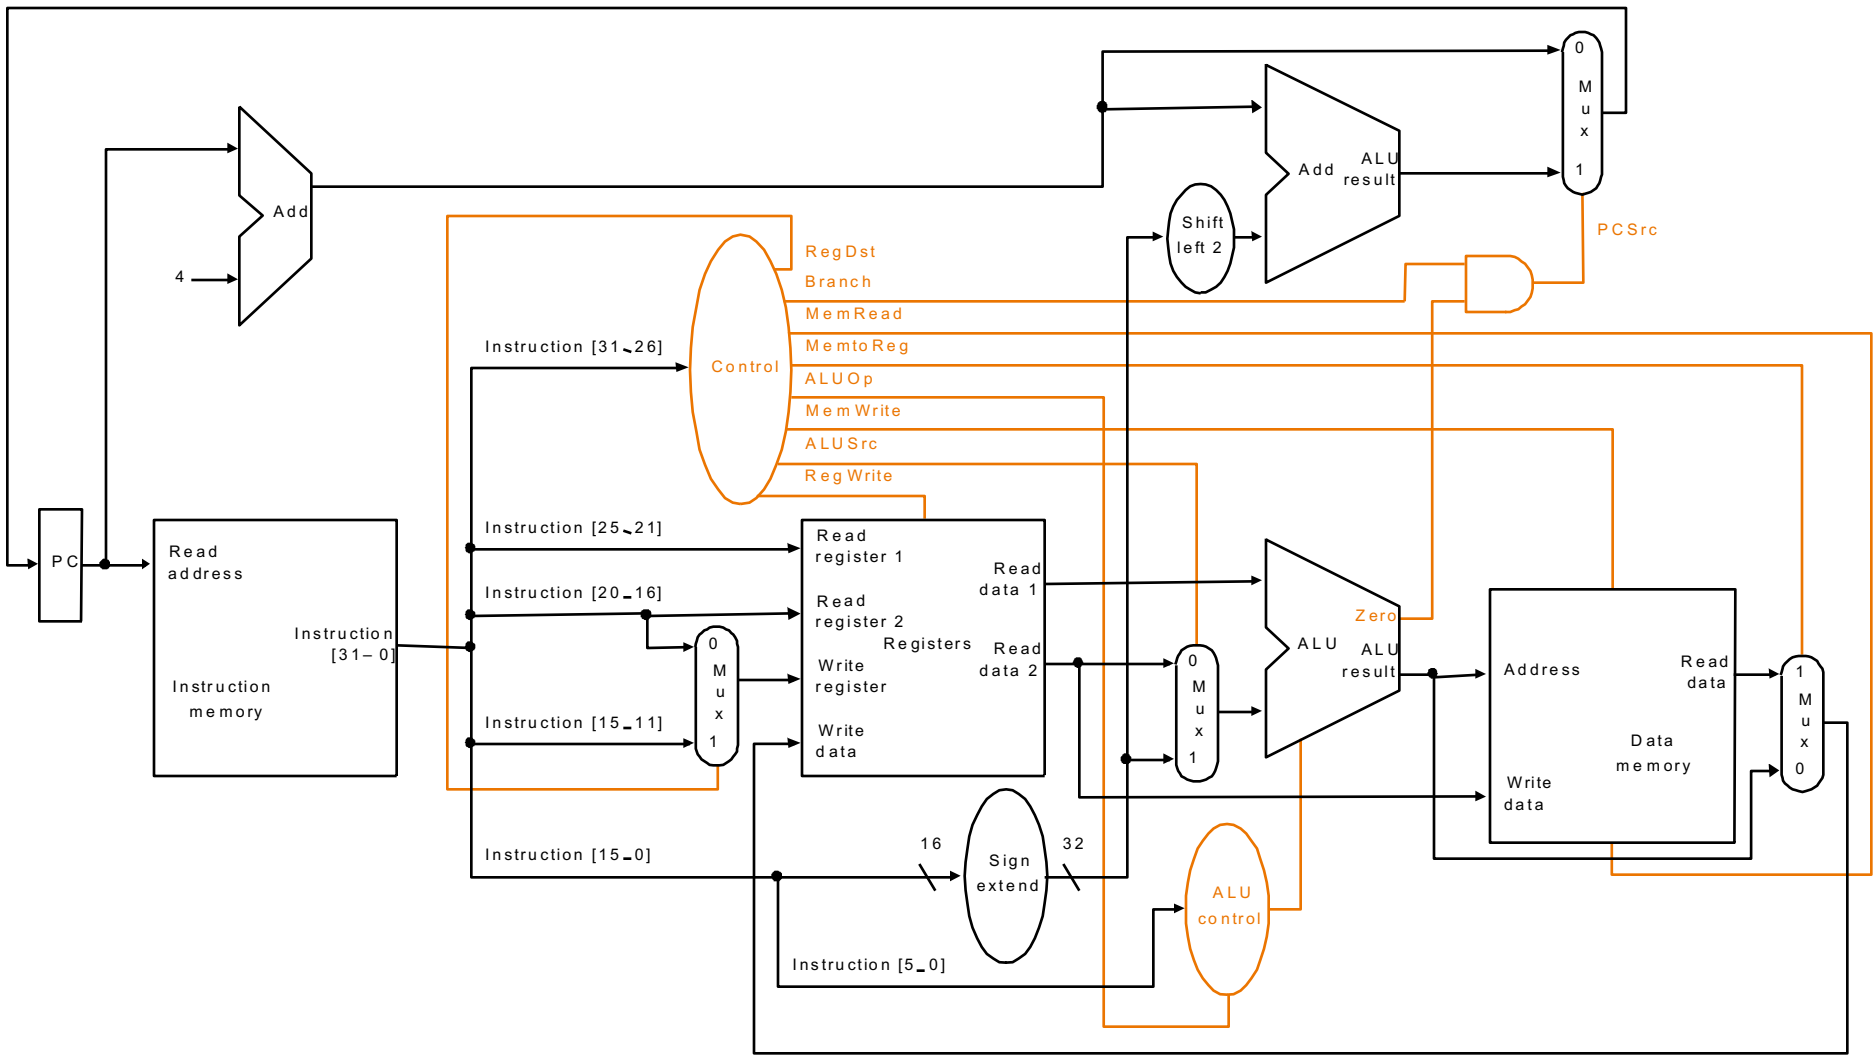 0
M
u
x
1
Add
ALU
result
Add
4
Shift
left 2
PCSrc
RegDst
Branch
MemRead
MemtoReg
ALUOp
MemWrite
ALUSrc
RegWrite
Control
Instruction [31-26]
Instruction [25-21]
Instruction [20-16]
Instruction [15-11]
Instruction [15-0]
Instruction [5-0]
PC
Read
address
Instruction
[31-0]
Instruction
memory
0
M
u
x
1
Read
register 1
Read
register 2
Write
register
Write
data
Registers
Read
data 1
Read
data 2
0
M
u
x
1
Zero
ALU
ALU
result
Address
Write
data
Read
data
Data
memory
1
M
u
x
0
16
Sign
extend
32
ALU
control